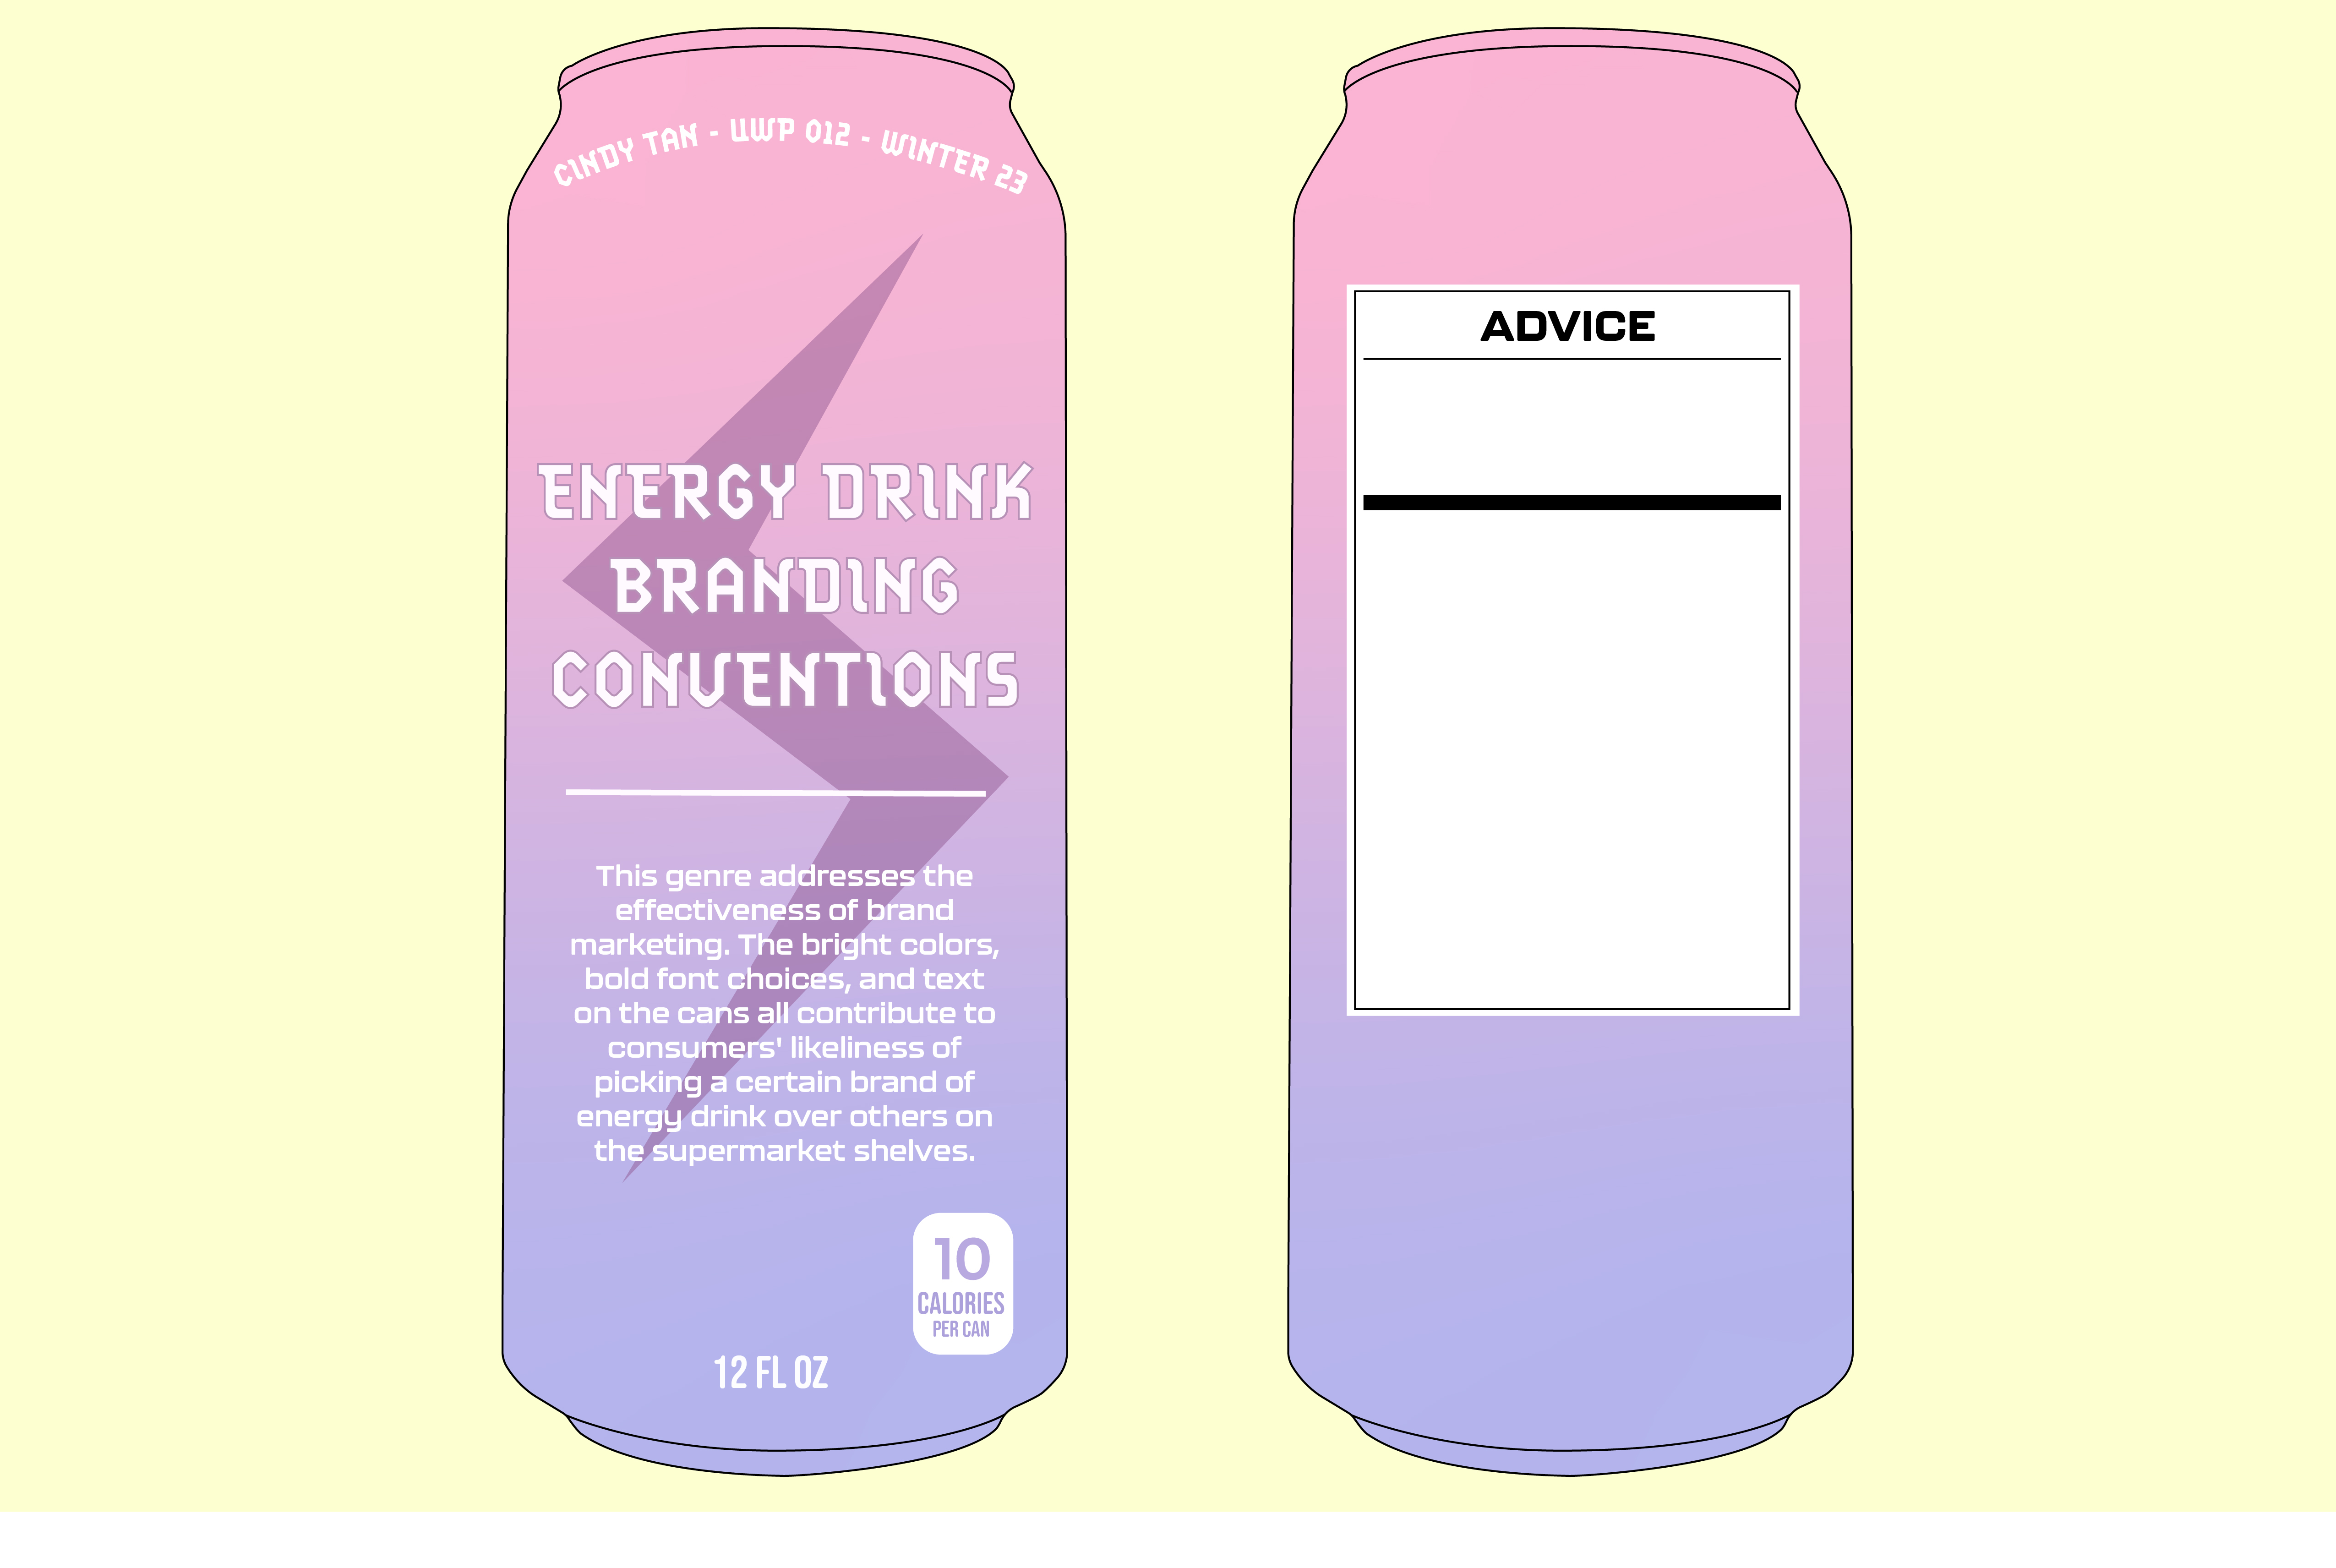 CINDY TAN - UWP 012 - WINTER 23
ENERGY DRINK
BRANDING
CONVENTIONS
This genre addresses the
effectiveness of brand
marketing. The bright colors,
bold font choices, and text
on the cans all contribute to
consumers' likeliness of
picking a certain brand of
energy drink over others on
the supermarket shelves.
10
CALORIES
PER CAN
12 FL OZ
ADVICE